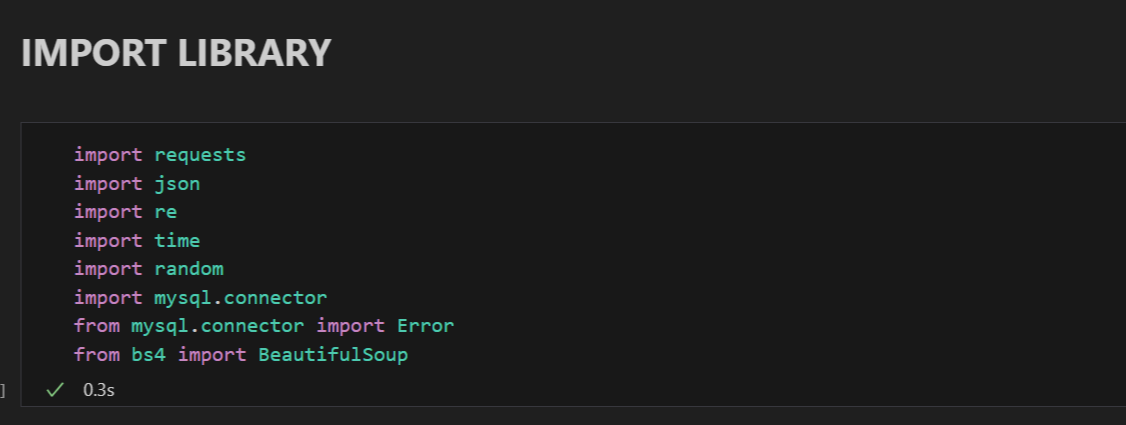 IMPORT LIBRARY
import requests
import json
import re
import time
import random
import mysql.connector
from mysql.connector import Error
from bs4 import BeautifulSoup
] ✓ 0.3s